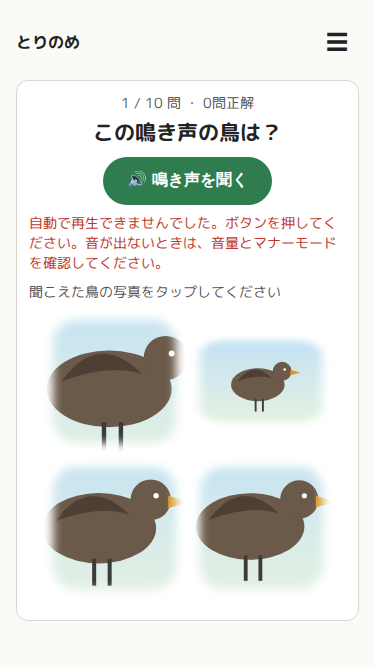 とりのめ
1 / 10 問 · 0問正解
この鳴き声の鳥は？
🔊 鳴き声を聞く
自動で再生できませんでした。ボタンを押してく
ださい。音が出ないときは、音量とマナーモード
を確認してください。
聞こえた鳥の写真をタップしてください